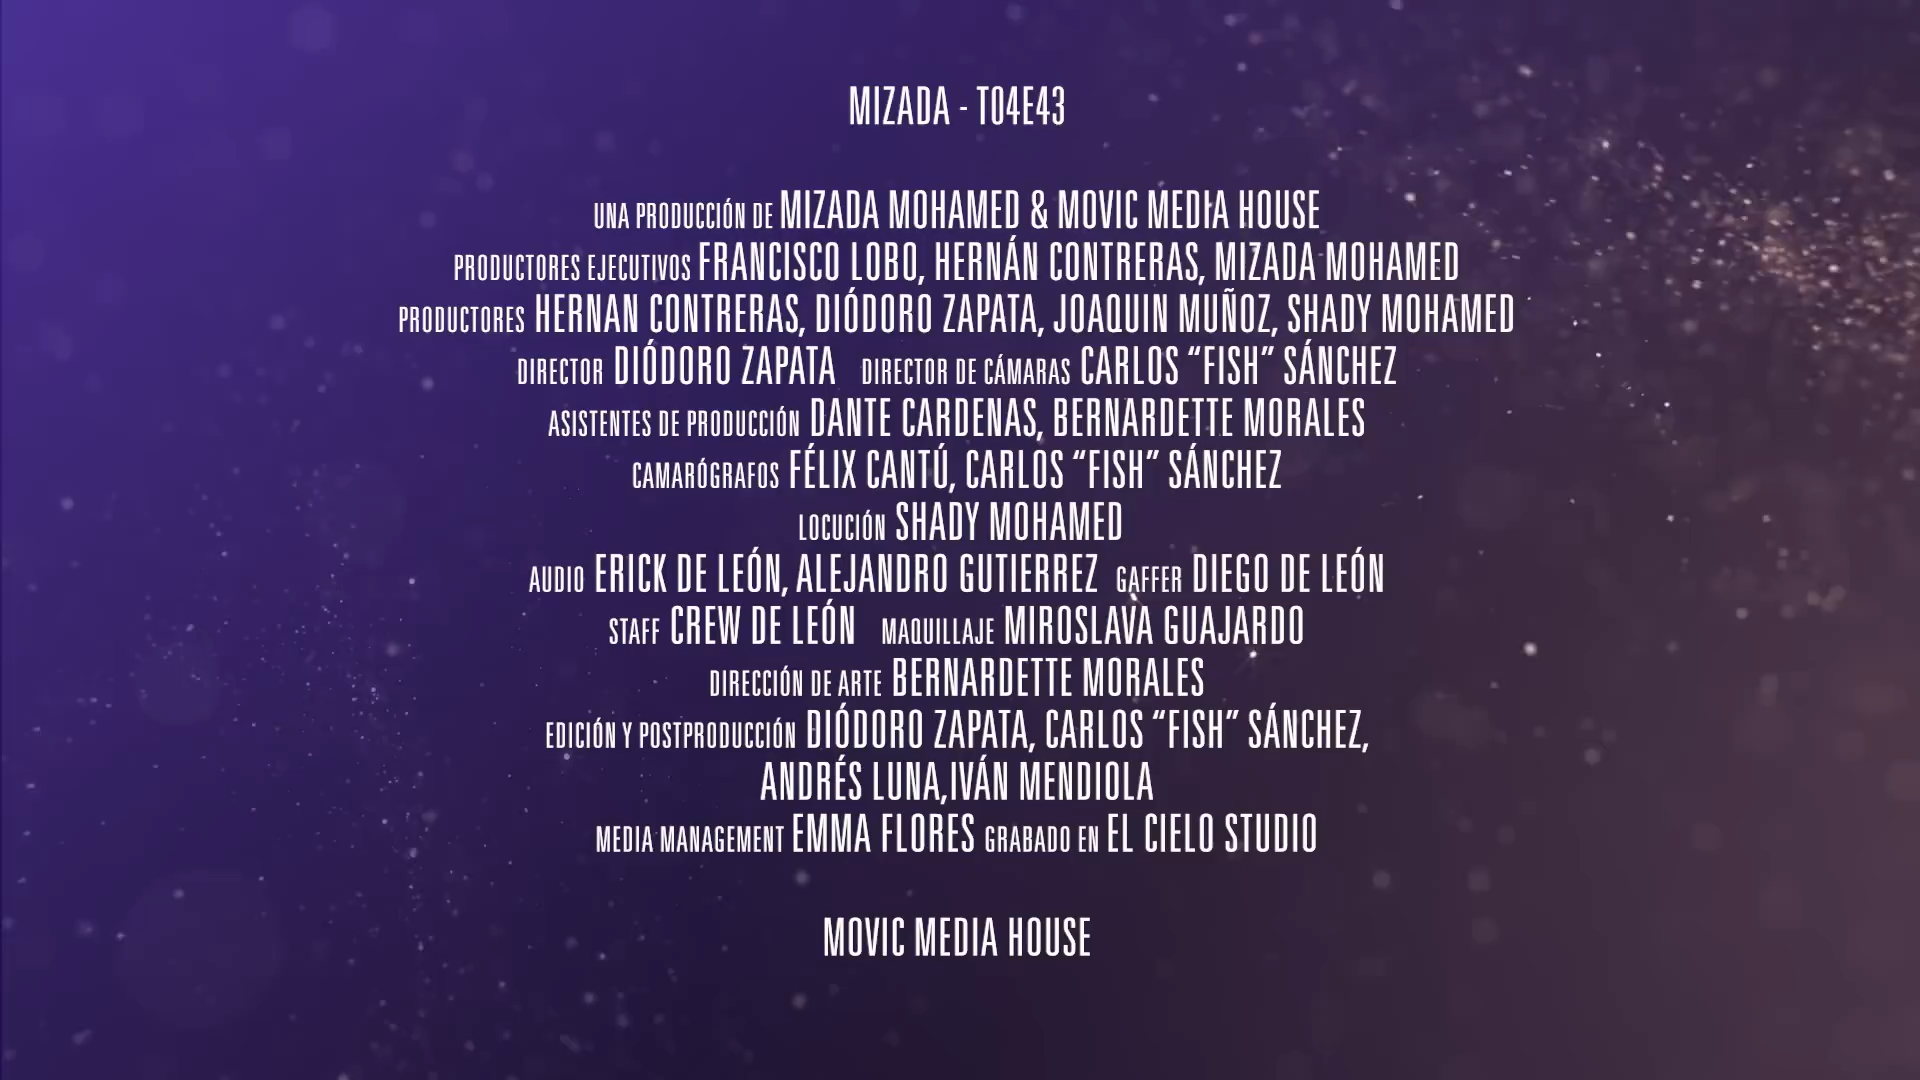 MIZADA - T04E43
UNA PRODUCCIÓN DE MIZADA MOHAMED & MOVIC MEDIA HOUSE
PRODUCTORES EJECUTIVOS FRANCISCO LOBO, HERNÁN CONTRERAS, MIZADA MOHAMED
PRODUCTORES HERNAN CONTRERAS, DIÓDORO ZAPATA, JOAQUIN MUÑOZ, SHADY MOHAMED
DIRECTOR DIÓDORO ZAPATA DIRECTOR DE CÁMARAS CARLOS “FISH” SÁNCHEZ
ASISTENTES DE PRODUCCIÓN DANTE CARDENAS, BERNARDETTE MORALES
CAMARÓGRAFOS FÉLIX CANTÚ, CARLOS “FISH” SÁNCHEZ
LOCUCIÓN SHADY MOHAMED
AUDIO ERICK DE LEÓN, ALEJANDRO GUTIERREZ GAFFER DIEGO DE LEÓN
STAFF CREW DE LEÓN MAQUILLAJE MIROSLAVA GUAJARDO
DIRECCIÓN DE ARTE BERNARDETTE MORALES
EDICIÓN Y POSTPRODUCCIÓN DIÓDORO ZAPATA, CARLOS “FISH” SÁNCHEZ,
ANDRÉS LUNA,IVÁN MENDIOLA
MEDIA MANAGEMENT EMMA FLORES GRABADO EN EL CIELO STUDIO
MOVIC MEDIA HOUSE